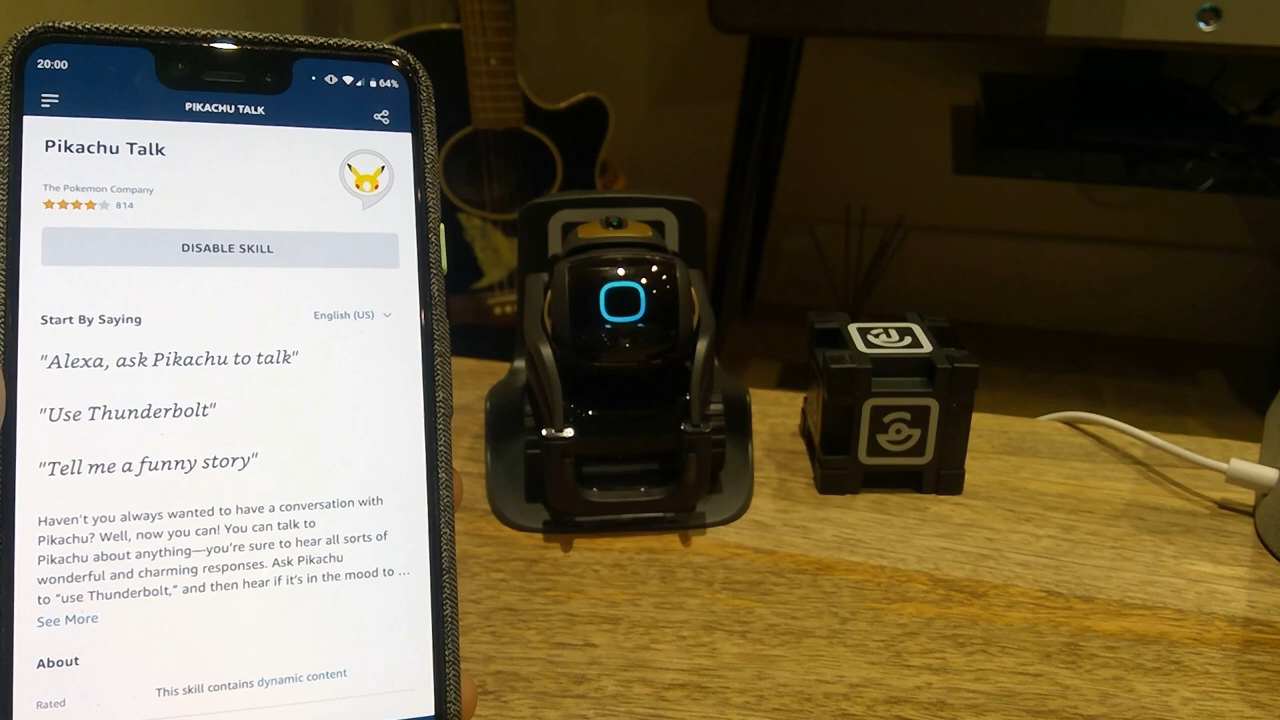 20:00
64%
PIKACHU TALK
Pikachu Talk
The Pokemon Company
814
DISABLE SKILL
Start By Saying
English (US)
"Alexa, ask Pikachu to talk"
"Use Thunderbolt"
"Tell me a funny story"
Haven't you always wanted to have a conversation with
Pikachu? Well, now you can! You can talk to
Pikachu about anything—you're sure to hear all sorts of
wonderful and charming responses. Ask Pikachu
to "use Thunderbolt," and then hear if it's in the mood to ...
See More
About
This skill contains dynamic content
Rated